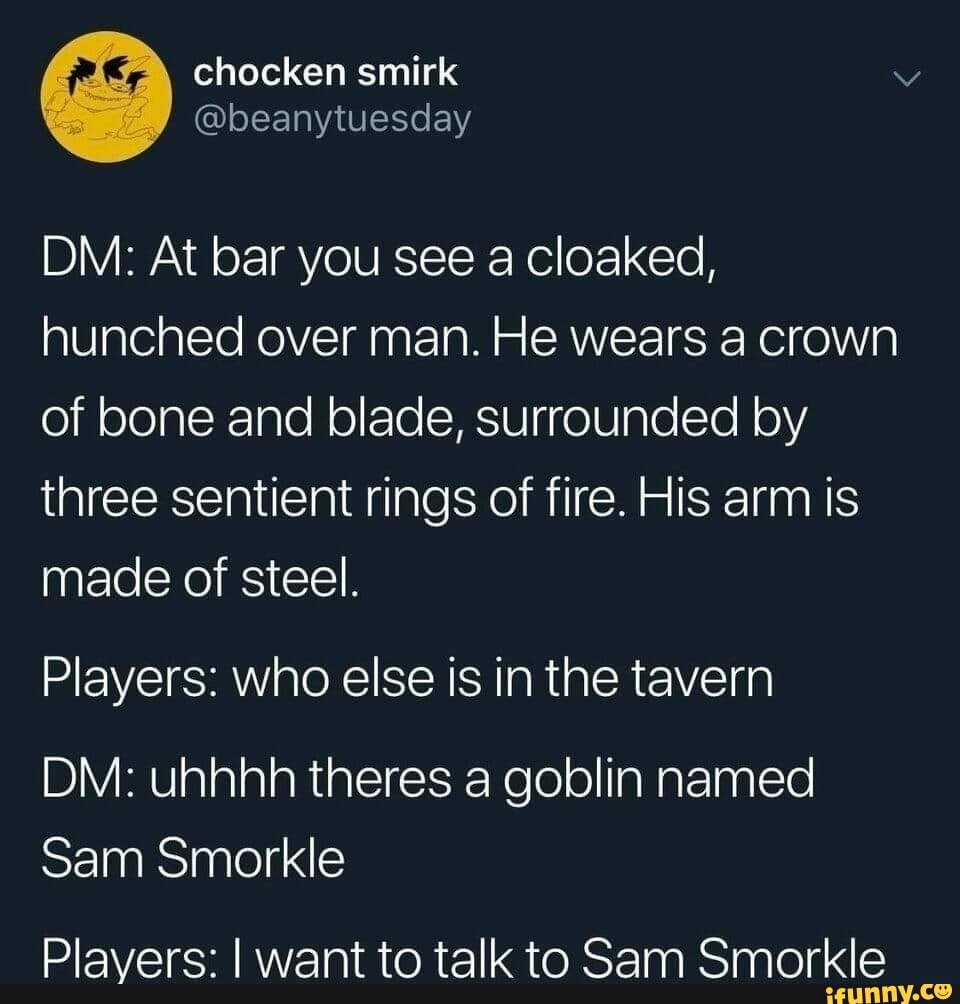 chocken smirk
@beanytuesday
DM: At bar you see a cloaked,
hunched over man. He wears a crown
of bone and blade, surrounded by
three sentient rings of fire. His arm is
made of steel.
Players: who else is in the tavern
DM: uhhhh theres a goblin named
Sam Smorkle
Players: I want to talk to Sam Smorkle
ifunny.co